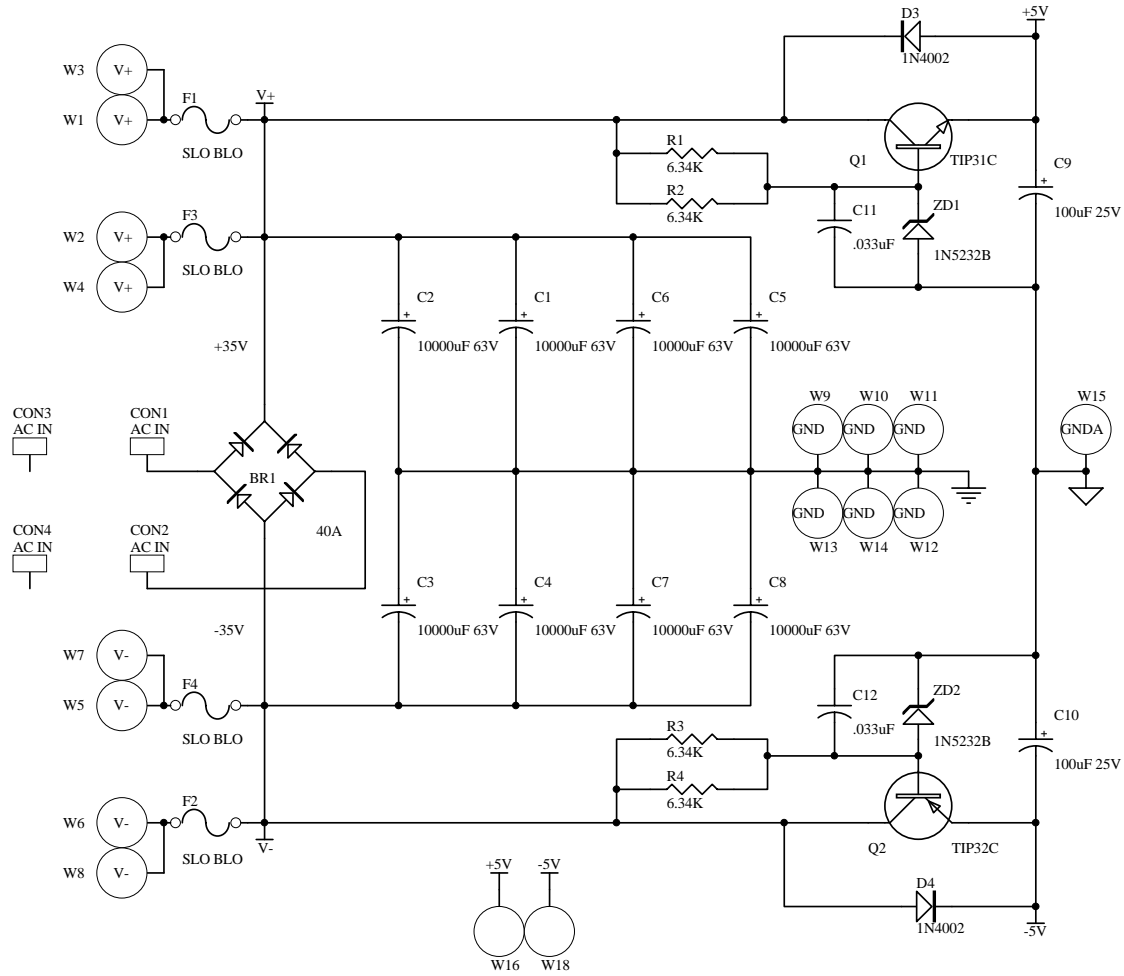 D3
+5V
1N4002
W3
V+
W1
V+
F1
SLO BLO
V+
R1
6.34K
R2
6.34K
Q1
TIP31C
C9
+
100uF 25V
C11
.033uF
ZD1
1N5232B
W2
V+
W4
V+
F3
SLO BLO
C2
+
10000uF 63V
C1
+
10000uF 63V
C6
+
10000uF 63V
C5
+
10000uF 63V
+35V
CON3
AC IN
CON1
AC IN
BR1
40A
CON4
AC IN
CON2
AC IN
W9
W10
W11
GND
GND
GND
GND
GND
GND
W13
W14
W12
W15
GNDA
C3
+
10000uF 63V
C4
+
10000uF 63V
C7
+
10000uF 63V
C8
+
10000uF 63V
-35V
W7
V-
W5
V-
F4
SLO BLO
C12
.033uF
ZD2
1N5232B
C10
+
100uF 25V
R3
6.34K
R4
6.34K
W6
V-
W8
V-
F2
SLO BLO
V-
Q2
TIP32C
D4
1N4002
-5V
+5V
-5V
W16
W18